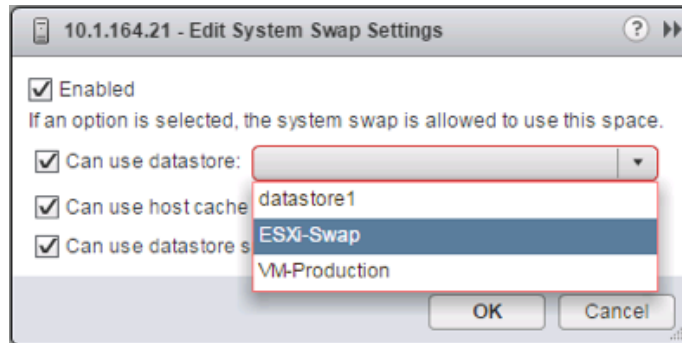 10.1.164.21 - Edit System Swap Settings
Enabled
If an option is selected, the system swap is allowed to use this space.
Can use datastore:
datastore1
Can use host cache
ESXi-Swap
Can use datastore s
VM-Production
OK Cancel